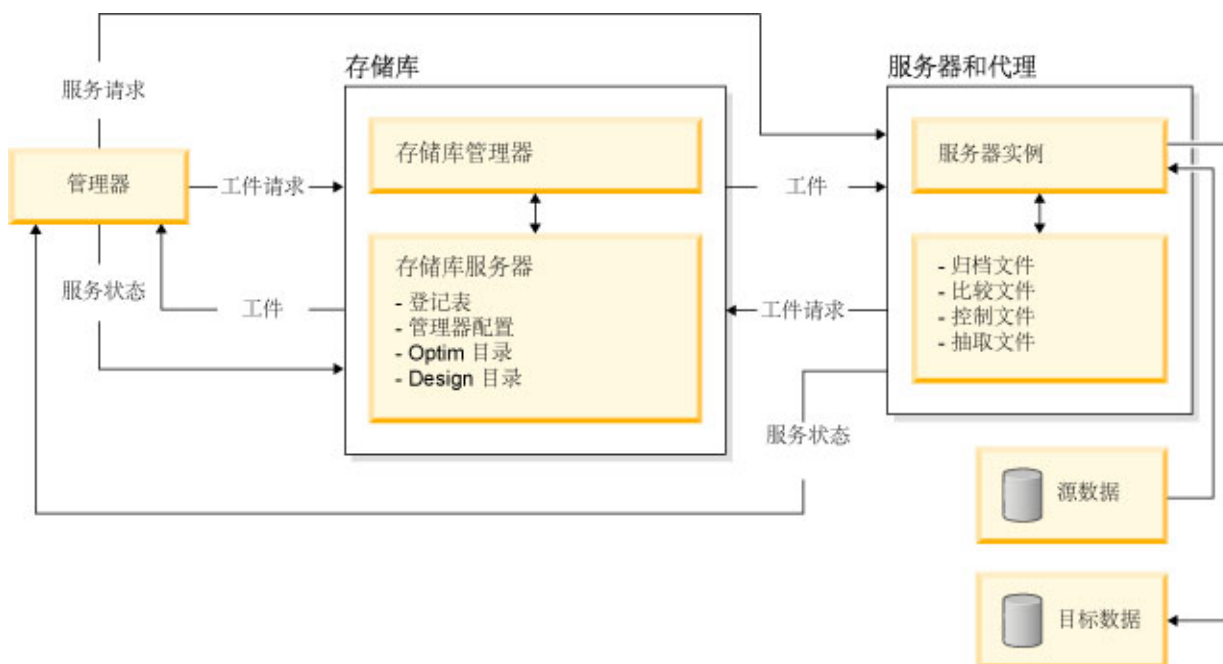 存储库
服务器和代理
服务请求
存储库管理器
服务器实例
管理器
工件请求
工件
存储库服务器
- 登记表
- 管理器配置
- Optim 目录
- Design 目录
- 归档文件
- 比较文件
- 控制文件
- 抽取文件
服务状态
工件
工件请求
服务状态
源数据
目标数据